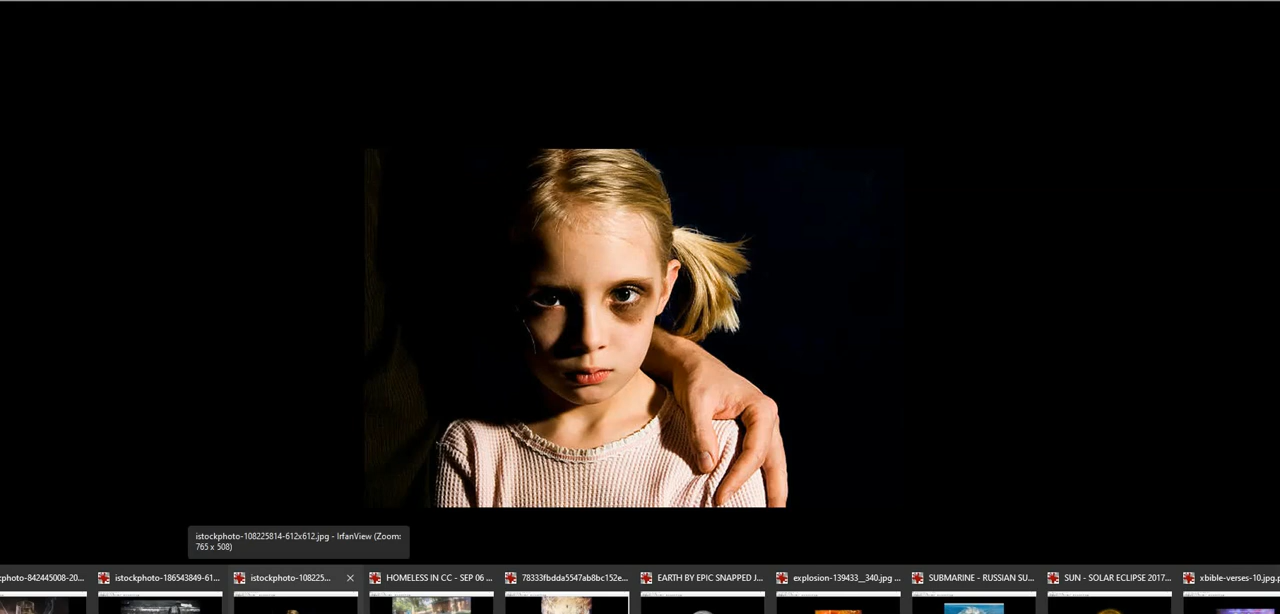 istockphoto-108225814-612x612.jpg - IrfanView (Zoom:
765 x 508)
photo-842445008-20...
istockphoto-186543849-61...
istockphoto-108225...
HOMELESS IN CC - SEP 06 ...
78333fbdda5547ab8bc152e...
EARTH BY EPIC SNAPPED J...
explosion-139433__340.jpg ...
SUBMARINE - RUSSIAN SU...
SUN - SOLAR ECLIPSE 2017...
xbible-verses-10.jpg.p